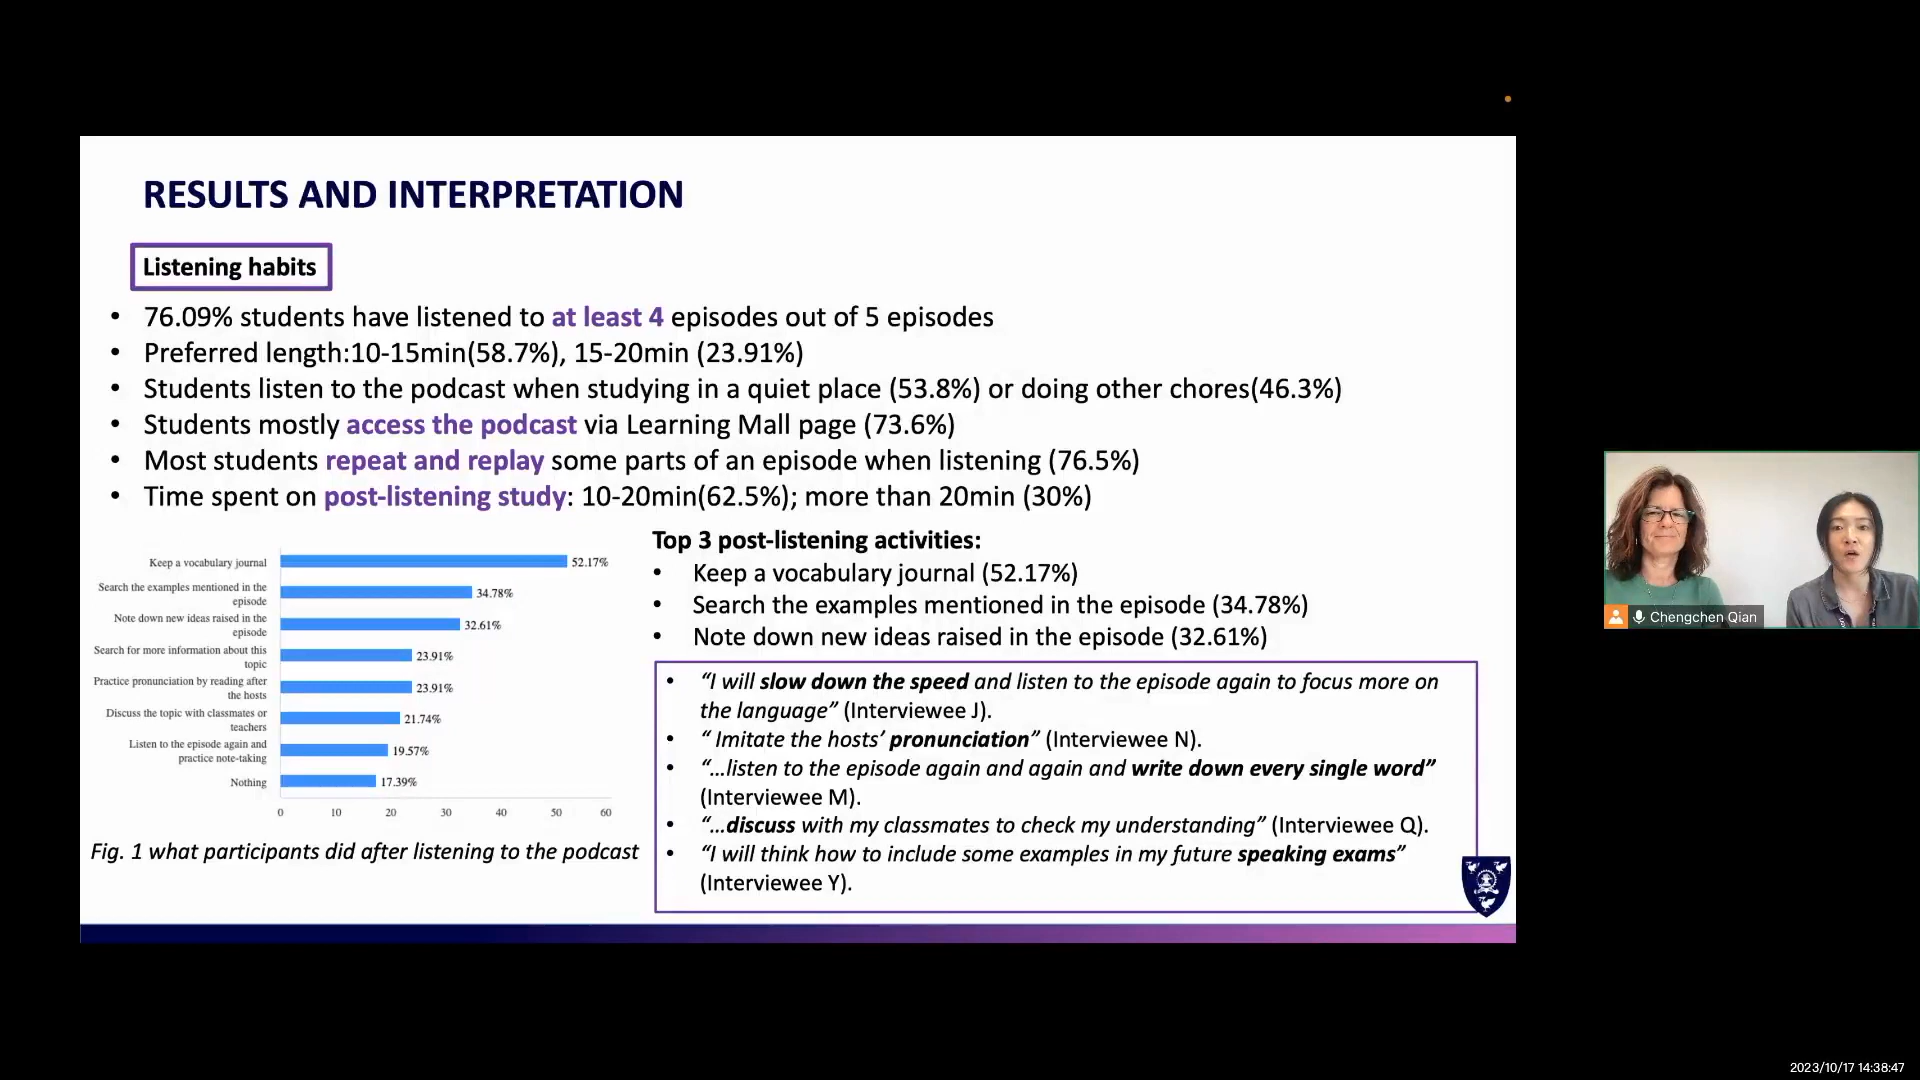 RESULTS AND INTERPRETATION
Listening habits
• 76.09% students have listened to at least 4 episodes out of 5 episodes
• Preferred length:10-15min(58.7%), 15-20min (23.91%)
• Students listen to the podcast when studying in a quiet place (53.8%) or doing other chores(46.3%)
• Students mostly access the podcast via Learning Mall page (73.6%)
• Most students repeat and replay some parts of an episode when listening (76.5%)
• Time spent on post-listening study: 10-20min(62.5%); more than 20min (30%)
Keep a vocabulary journal 52.17%
Search the examples mentioned in the
episode 34.78%
Note down new ideas raised in the
episode 32.61%
Search for more information about this
topic 23.91%
Practice pronunciation by reading after
the hosts 23.91%
Discuss the topic with classmates or
teachers 21.74%
Listen to the episode again and
practice note-taking 19.57%
Nothing 17.39%
0 10 20 30 40 50 60
Fig. 1 what participants did after listening to the podcast
Top 3 post-listening activities:
• Keep a vocabulary journal (52.17%)
• Search the examples mentioned in the episode (34.78%)
• Note down new ideas raised in the episode (32.61%)
• “I will slow down the speed and listen to the episode again to focus more on
the language” (Interviewee J).
• “ Imitate the hosts’ pronunciation” (Interviewee N).
• “…listen to the episode again and again and write down every single word”
(Interviewee M).
• “…discuss with my classmates to check my understanding” (Interviewee Q).
• “I will think how to include some examples in my future speaking exams”
(Interviewee Y).
Chengchen Qian
2023/10/17 14:38:47